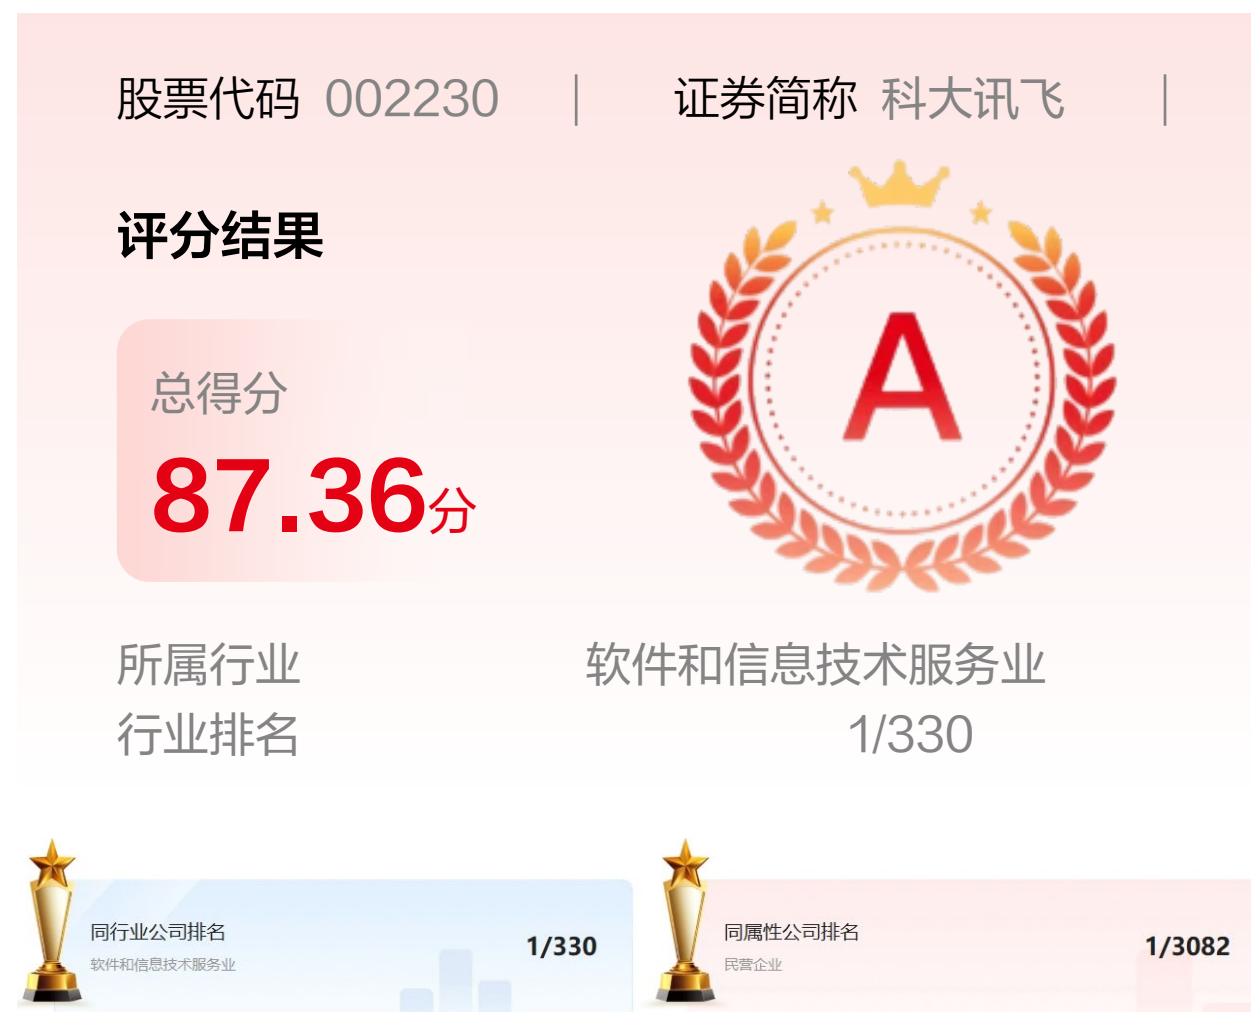 股票代码 002230 | 证券简称 科大讯飞 |
评分结果
A
总得分
87.36分
所属行业 软件和信息技术服务业
行业排名 1/330
同行业公司排名 1/330
软件和信息技术服务业
同属性公司排名 1/3082
民营企业